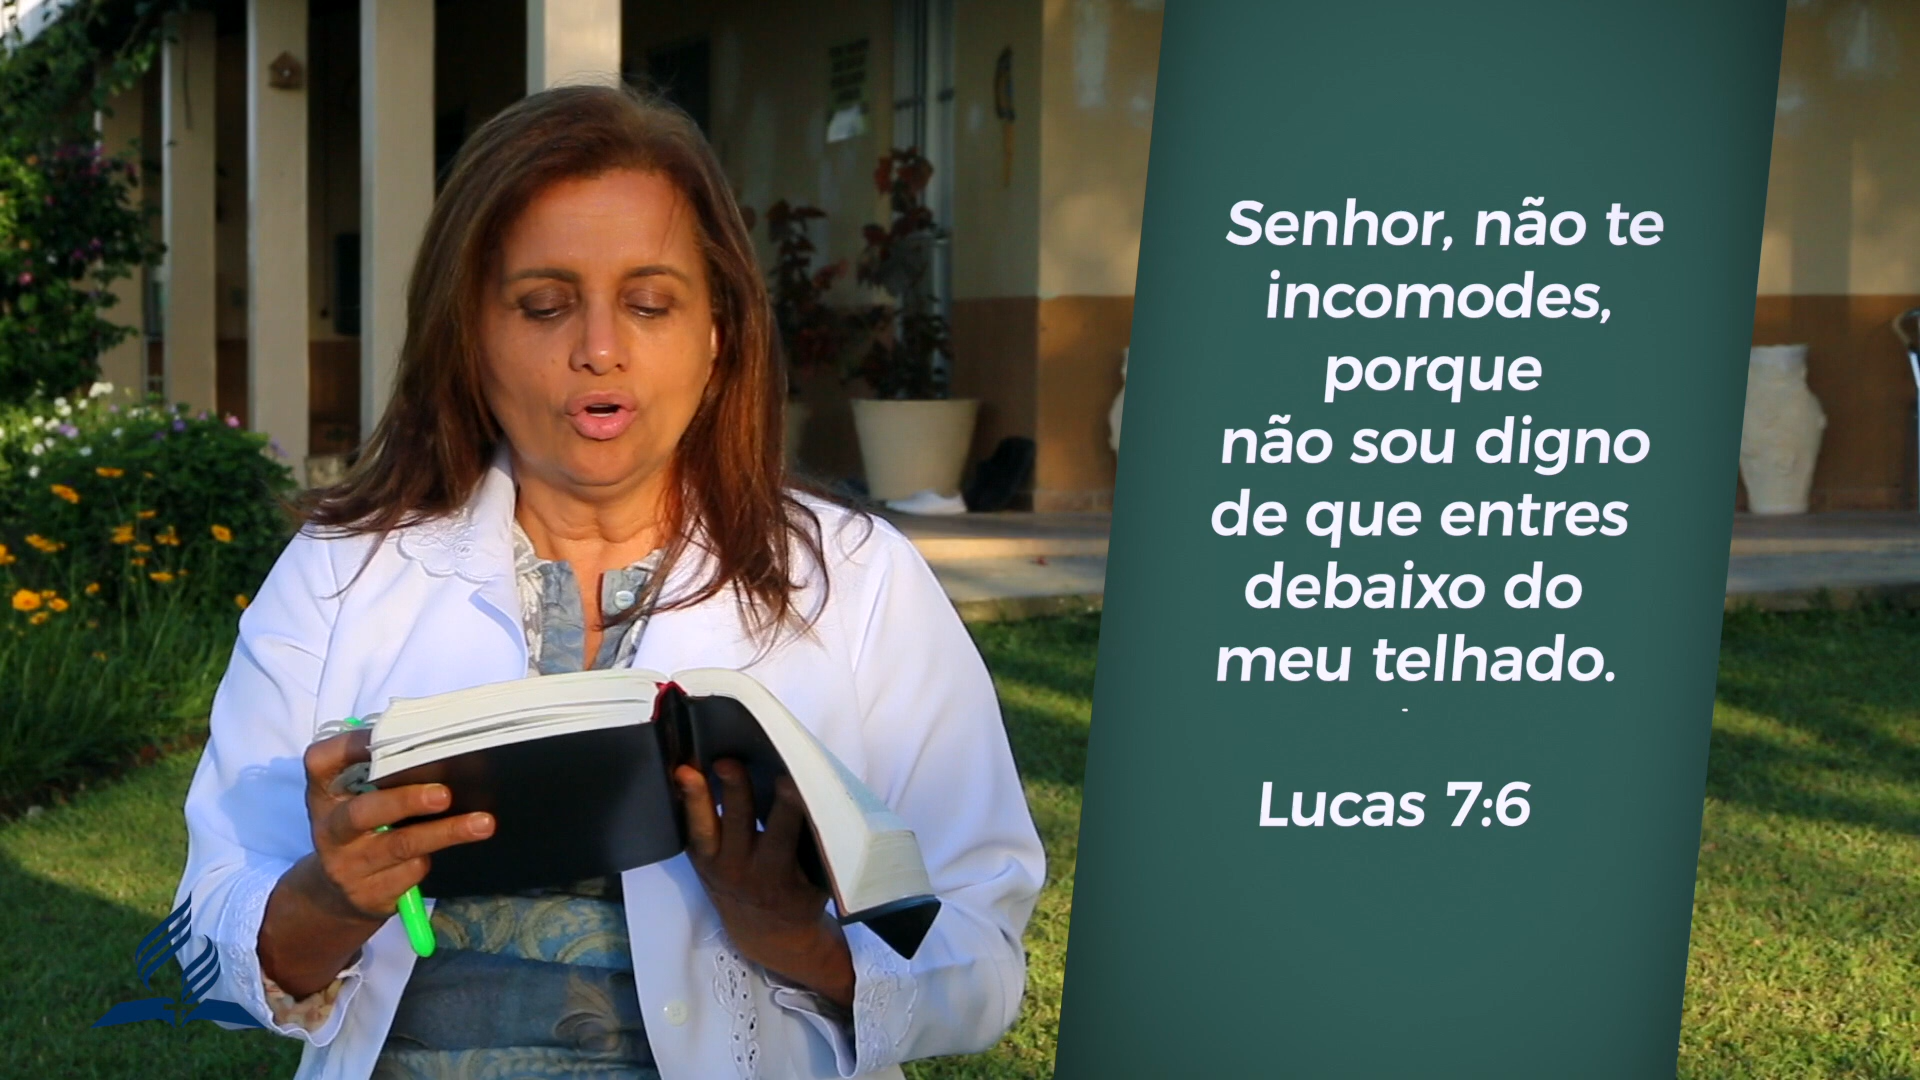 Senhor, não te
incomodes,
porque
não sou digno
de que entres
debaixo do
meu telhado.
Lucas 7:6